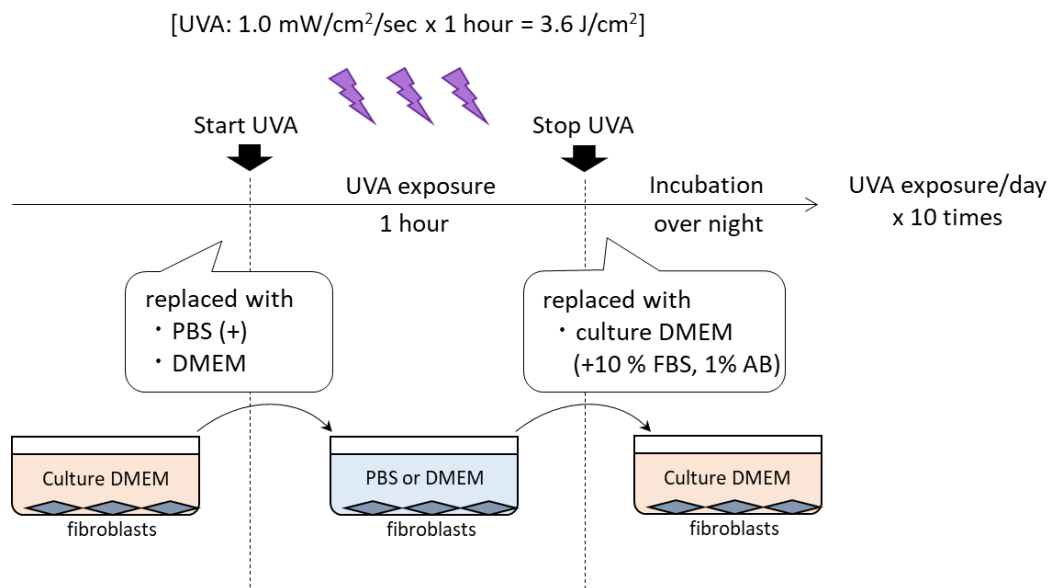 [UVA: 1.0 mW/cm²/sec x 1 hour = 3.6 J/cm²]
Start UVA
Stop UVA
UVA exposure
1 hour
Incubation
over night
UVA exposure/day
x 10 times
replaced with
・PBS (+)
・DMEM
replaced with
・culture DMEM
(+10 % FBS, 1% AB)
Culture DMEM
fibroblasts
PBS or DMEM
fibroblasts
Culture DMEM
fibroblasts